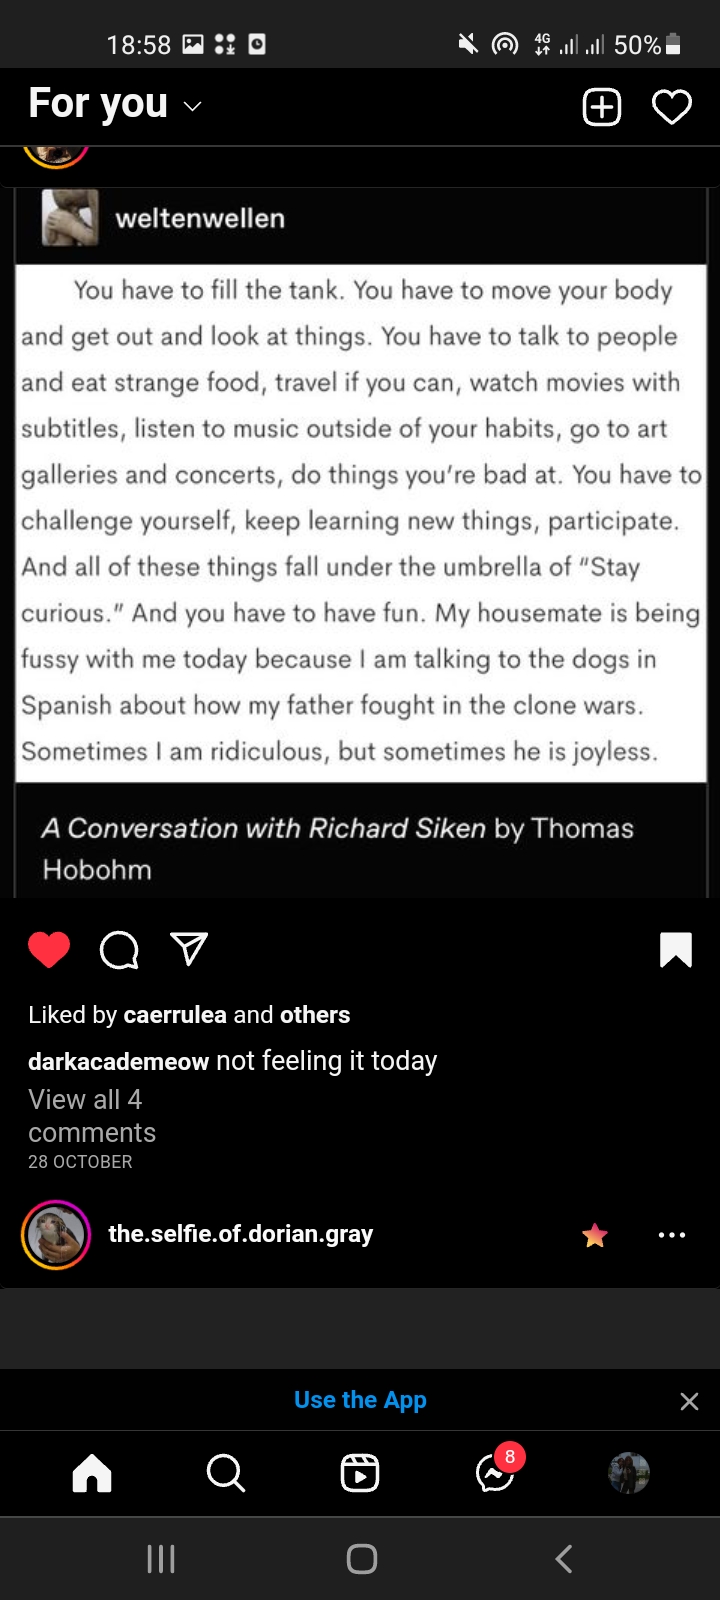 18:58
4G
50%
For you
weltenwellen
You have to fill the tank. You have to move your body
and get out and look at things. You have to talk to people
and eat strange food, travel if you can, watch movies with
subtitles, listen to music outside of your habits, go to art
galleries and concerts, do things you’re bad at. You have to
challenge yourself, keep learning new things, participate.
And all of these things fall under the umbrella of “Stay
curious.” And you have to have fun. My housemate is being
fussy with me today because I am talking to the dogs in
Spanish about how my father fought in the clone wars.
Sometimes I am ridiculous, but sometimes he is joyless.
A Conversation with Richard Siken by Thomas
Hobohm
Liked by caerrulea and others
darkacademeow not feeling it today
View all 4
comments
28 OCTOBER
the.selfie.of.dorian.gray
Use the App
8